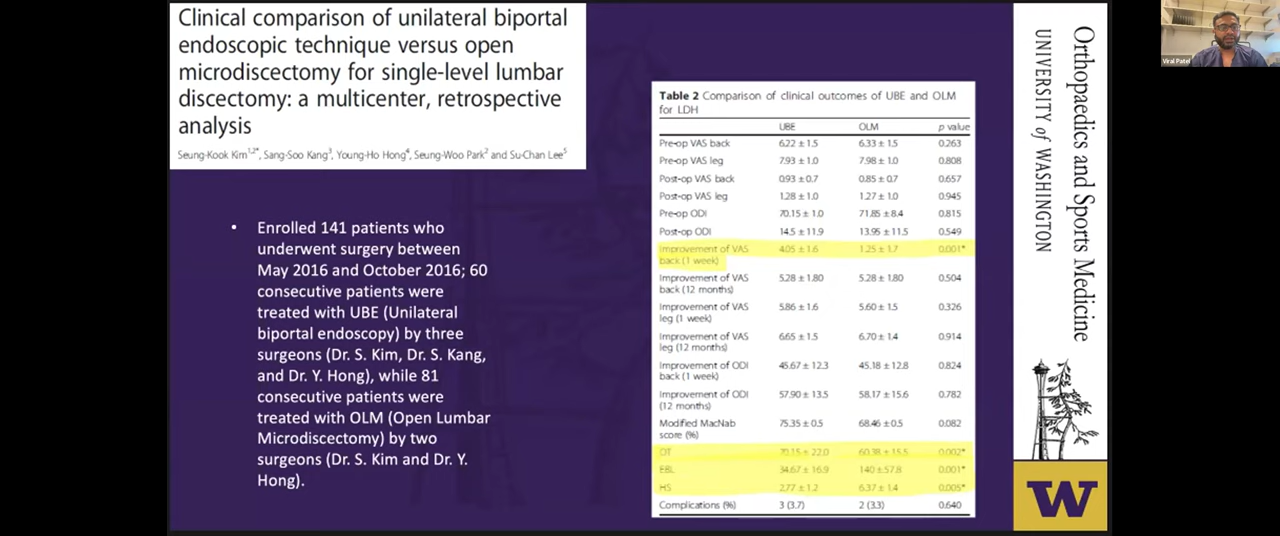 Clinical comparison of unilateral biportal
endoscopic technique versus open
microdiscectomy for single-level lumbar
discectomy: a multicenter, retrospective
analysis
Seung-Kook Kim1,2*, Sang-Soo Kang3, Young-Ho Hong4, Seung-Woo Park2 and Su-Chan Lee5
• Enrolled 141 patients who
underwent surgery between
May 2016 and October 2016; 60
consecutive patients were
treated with UBE (Unilateral
biportal endoscopy) by three
surgeons (Dr. S. Kim, Dr. S. Kang,
and Dr. Y. Hong), while 81
consecutive patients were
treated with OLM (Open Lumbar
Microdiscectomy) by two
surgeons (Dr. S. Kim and Dr. Y.
Hong).
Table 2 Comparison of clinical outcomes of UBE and OLM
for LDH
UBE OLM p value
Pre-op VAS back 6.22 ± 1.5 6.33 ± 1.5 0.263
Pre-op VAS leg 7.93 ± 1.0 7.98 ± 1.0 0.808
Post-op VAS back 0.93 ± 0.7 0.85 ± 0.7 0.657
Post-op VAS leg 1.28 ± 1.0 1.27 ± 1.0 0.945
Pre-op ODI 70.15 ± 1.0 71.85 ± 8.4 0.815
Post-op ODI 14.5 ± 11.9 13.95 ± 11.5 0.549
Improvement of VAS 4.05 ± 1.6 1.25 ± 1.7 0.001*
back (1 week)
Improvement of VAS 5.28 ± 1.80 5.28 ± 1.80 0.504
back (12 months)
Improvement of VAS 5.86 ± 1.6 5.60 ± 1.5 0.326
leg (1 week)
Improvement of VAS 6.65 ± 1.5 6.70 ± 1.4 0.914
leg (12 months)
Improvement of ODI 45.67 ± 12.3 45.18 ± 12.8 0.824
back (1 week)
Improvement of ODI 57.90 ± 13.5 58.17 ± 15.6 0.782
(12 months)
Modified MacNab 75.35 ± 0.5 68.46 ± 0.5 0.082
score (%)
OT 70.15 ± 22.0 60.38 ± 15.5 0.002*
EBL 34.67 ± 16.9 140 ± 57.8 0.001*
HS 2.77 ± 1.2 6.37 ± 1.4 0.005*
Complications (%) 3 (3.7) 2 (3.3) 0.640
Orthopaedics and Sports Medicine
UNIVERSITY of WASHINGTON
W
Viral Patel